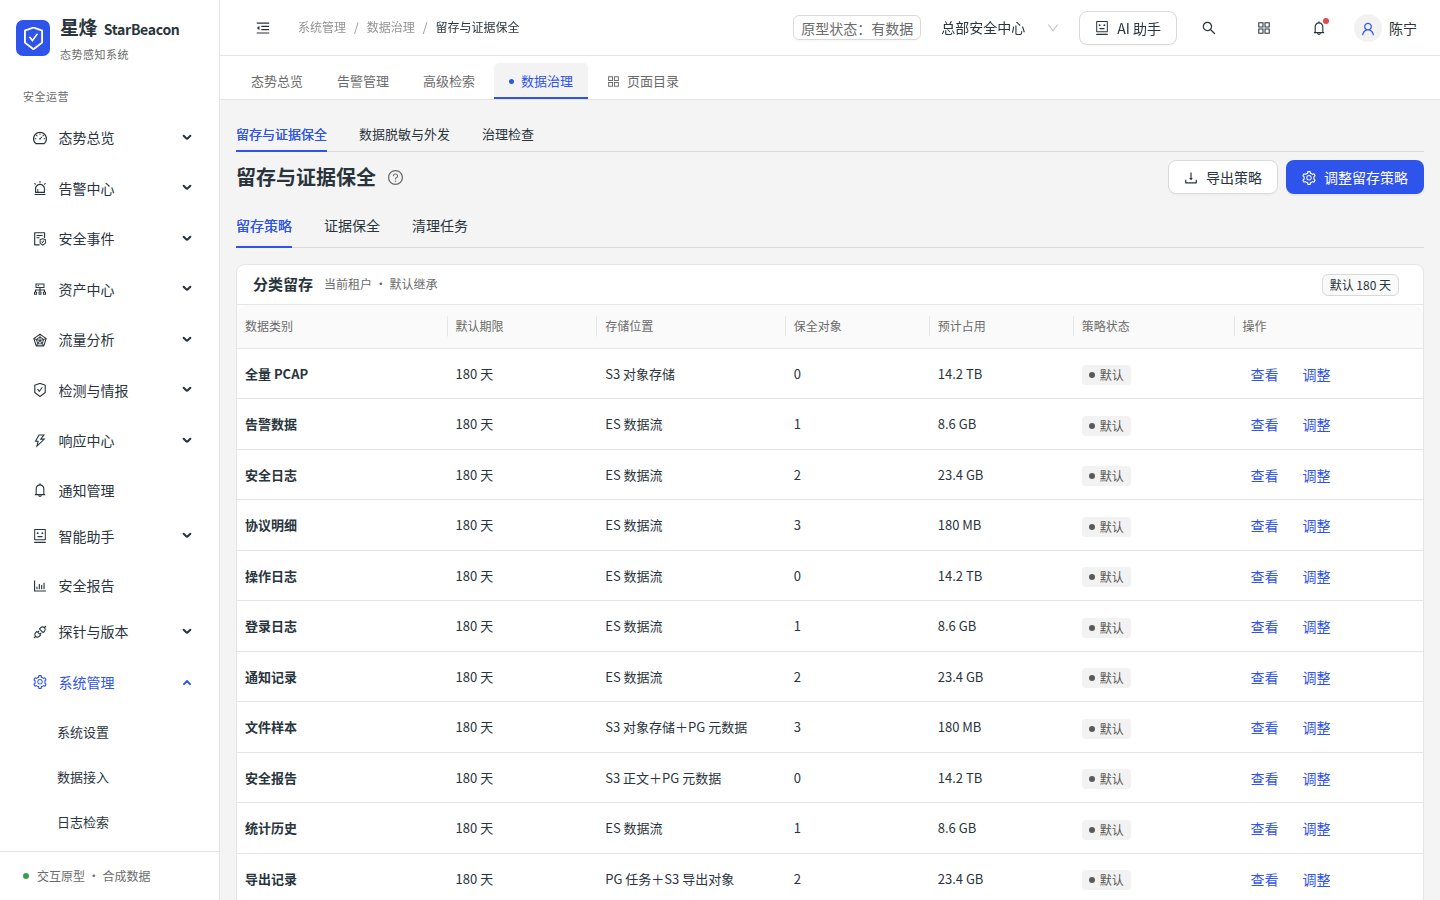 星烽 StarBeacon
态势感知系统
安全运营
态势总览
告警中心
安全事件
资产中心
流量分析
检测与情报
响应中心
通知管理
智能助手
安全报告
探针与版本
系统管理
系统设置
数据接入
日志检索
交互原型 · 合成数据
系统管理 / 数据治理 / 留存与证据保全
原型状态：有数据
总部安全中心
AI 助手
陈宁
态势总览 告警管理 高级检索 数据治理 页面目录
留存与证据保全 数据脱敏与外发 治理检查
留存与证据保全
导出策略 调整留存策略
留存策略 证据保全 清理任务
分类留存 当前租户 · 默认继承 默认 180 天
数据类别 默认期限 存储位置 保全对象 预计占用 策略状态 操作
全量 PCAP 180 天 S3 对象存储 0 14.2 TB 默认 查看 调整
告警数据 180 天 ES 数据流 1 8.6 GB 默认 查看 调整
安全日志 180 天 ES 数据流 2 23.4 GB 默认 查看 调整
协议明细 180 天 ES 数据流 3 180 MB 默认 查看 调整
操作日志 180 天 ES 数据流 0 14.2 TB 默认 查看 调整
登录日志 180 天 ES 数据流 1 8.6 GB 默认 查看 调整
通知记录 180 天 ES 数据流 2 23.4 GB 默认 查看 调整
文件样本 180 天 S3 对象存储＋PG 元数据 3 180 MB 默认 查看 调整
安全报告 180 天 S3 正文＋PG 元数据 0 14.2 TB 默认 查看 调整
统计历史 180 天 ES 数据流 1 8.6 GB 默认 查看 调整
导出记录 180 天 PG 任务＋S3 导出对象 2 23.4 GB 默认 查看 调整